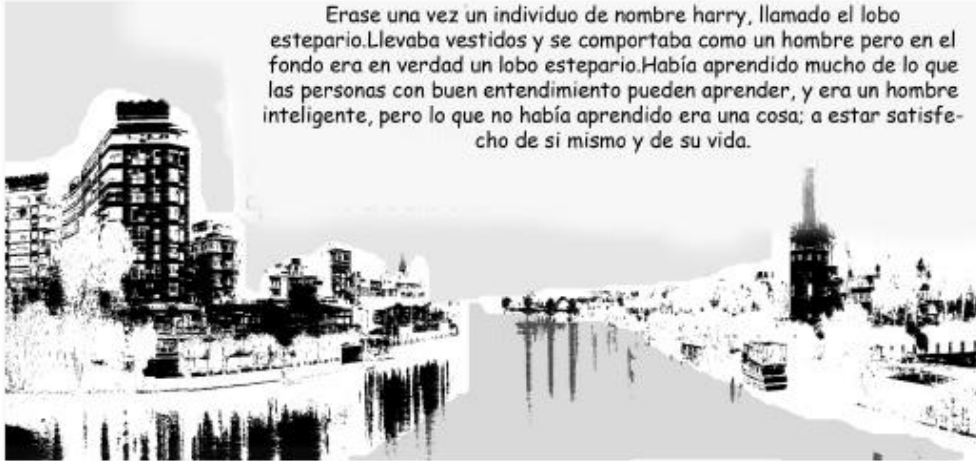 Erase una vez un individuo de nombre harry, llamado el lobo
estepario.Llevaba vestidos y se comportaba como un hombre pero en el
fondo era en verdad un lobo estepario.Había aprendido mucho de lo que
las personas con buen entendimiento pueden aprender, y era un hombre
inteligente, pero lo que no había aprendido era una cosa; a estar satisfe-
cho de si mismo y de su vida.